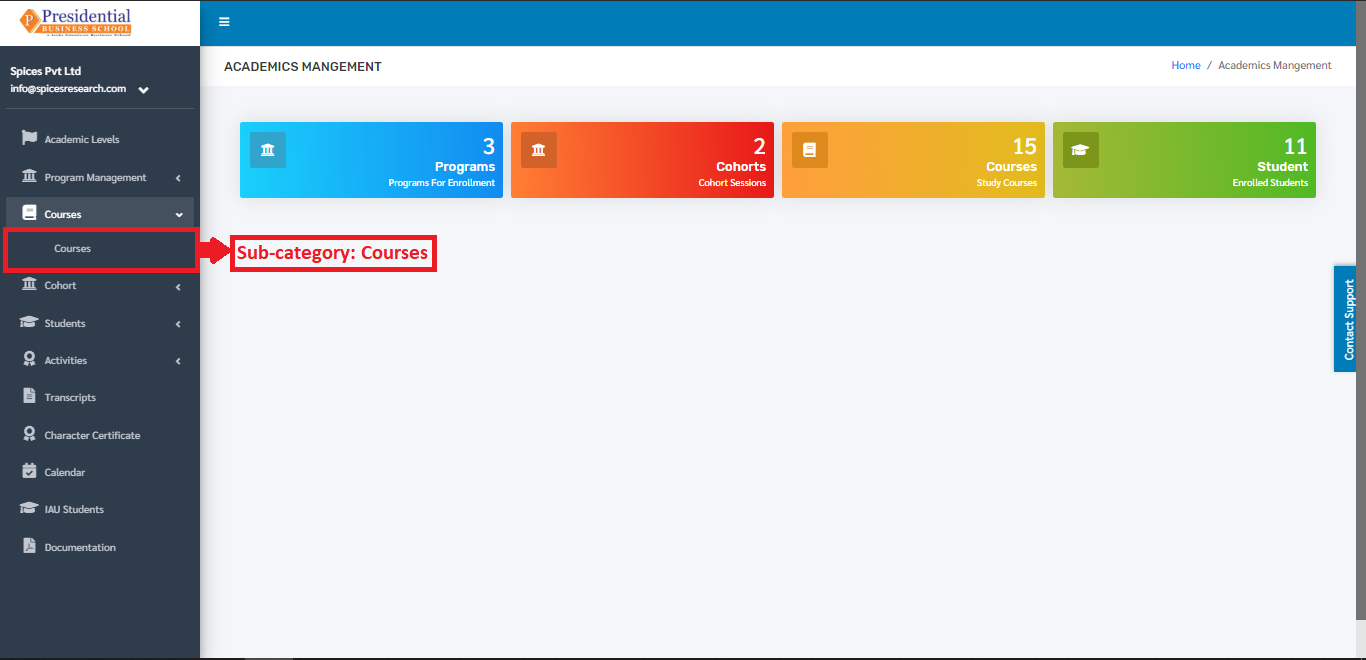 Presidential
BUSINESS SCHOOL
Spices Pvt Ltd
info@spicesresearch.com
Academic Levels
Program Management
Courses
Courses
Cohort
Students
Activities
Transcripts
Character Certificate
Calendar
IAU Students
Documentation
ACADEMICS MANGEMENT
Home / Academics Mangement
3
Programs
Programs For Enrollment
2
Cohorts
Cohort Sessions
15
Courses
Study Courses
11
Student
Enrolled Students
Sub-category: Courses
Contact Support